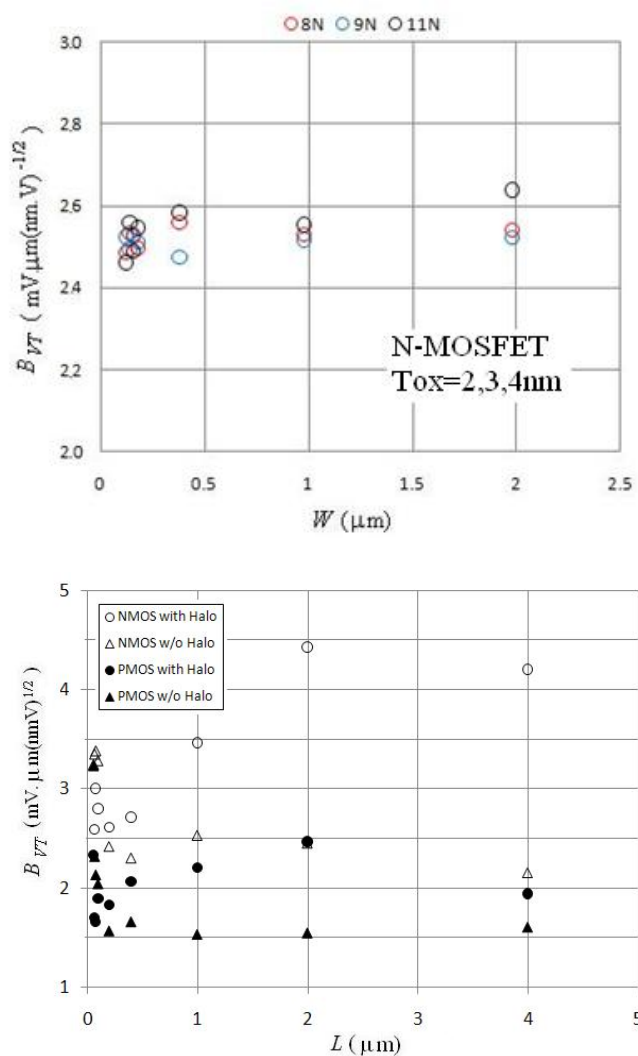 8N 9N 11N
3.0
2.8
2.6
2.4
2.2
2.0
B_VT ( mV.μm(nm.V) ^-1/2
N-MOSFET
Tox=2,3,4nm
0 0.5 1 1.5 2 2.5
W (μm)
5
4
3
2
1
B_VT ( mV. μm(nmV)^1/2
NMOS with Halo
NMOS w/o Halo
PMOS with Halo
PMOS w/o Halo
0 1 2 3 4 5
L (μm)